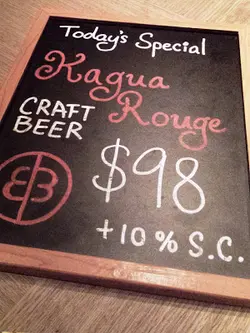 Today's Special
Kagua
Rouge
CRAFT
BEER
$98
+10% S.C.